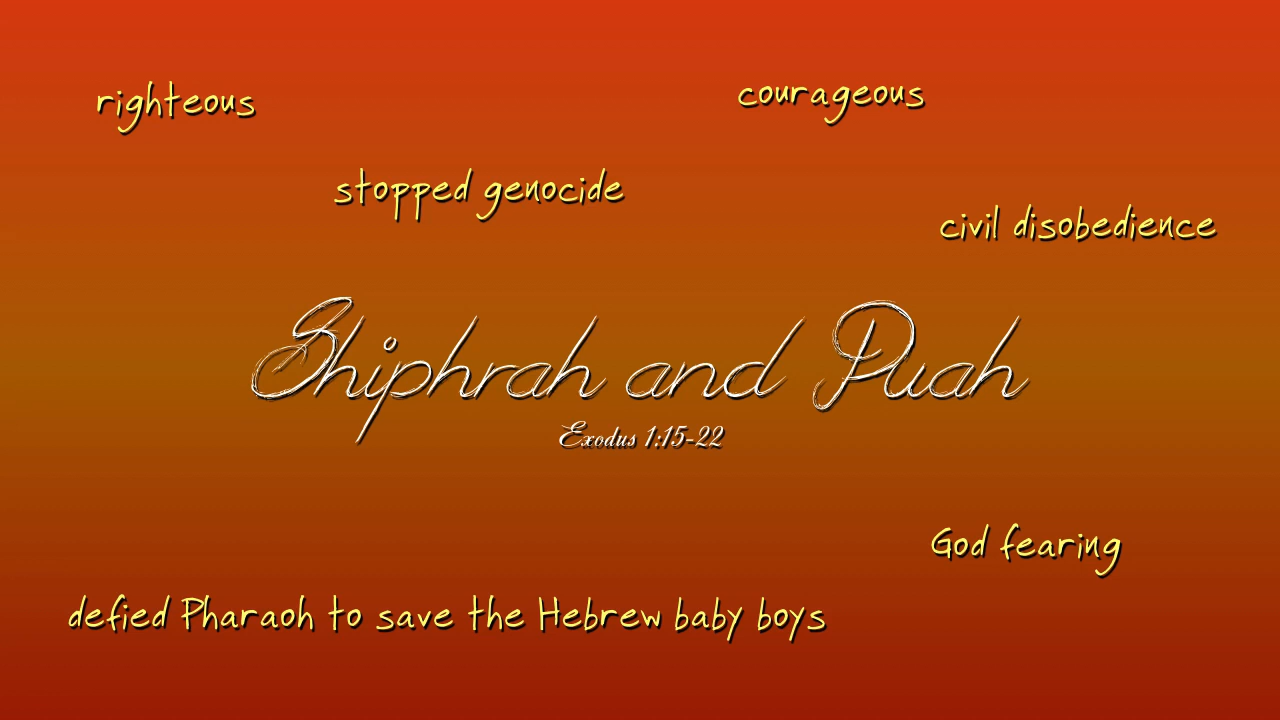 righteous
courageous
stopped genocide
civil disobedience
Shiphrah and Puah
Exodus 1:15-22
God fearing
defied Pharaoh to save the Hebrew baby boys